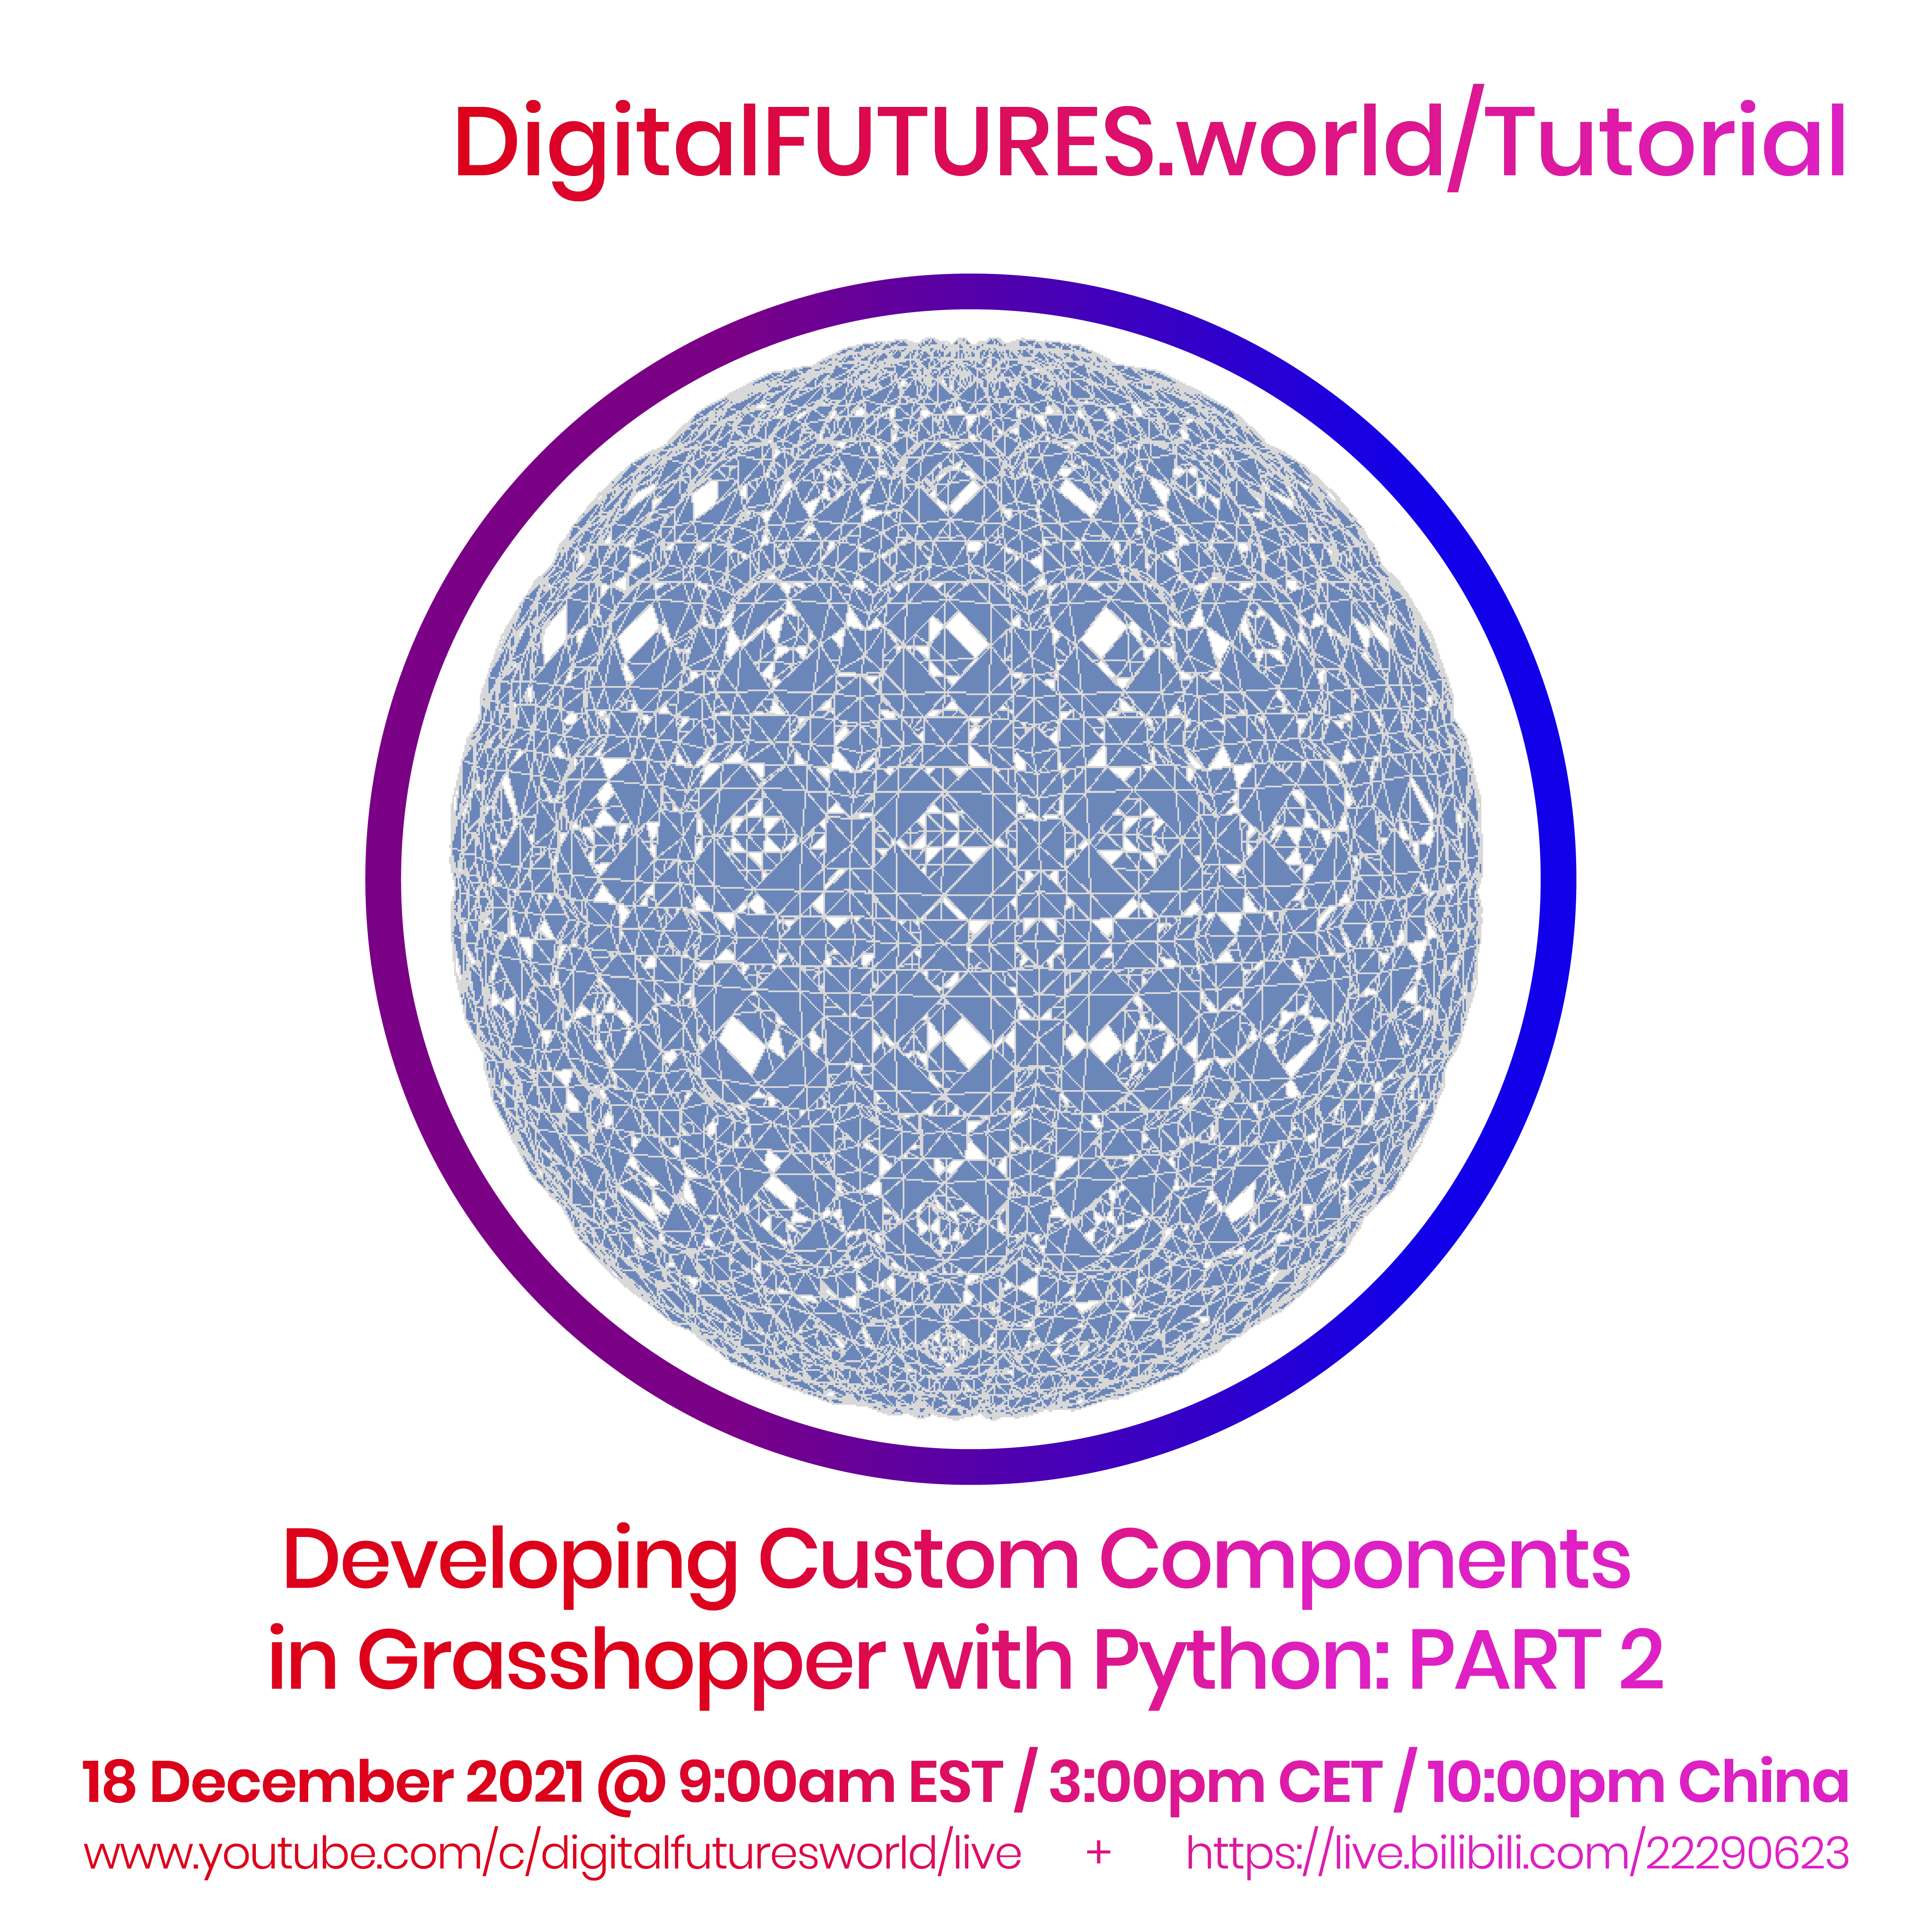 DigitalFUTURES.world/Tutorial
Developing Custom Components
in Grasshopper with Python: PART 2
18 December 2021 @ 9:00am EST / 3:00pm CET / 10:00pm China
www.youtube.com/c/digitalfuturesworld/live + https://live.bilibili.com/22290623